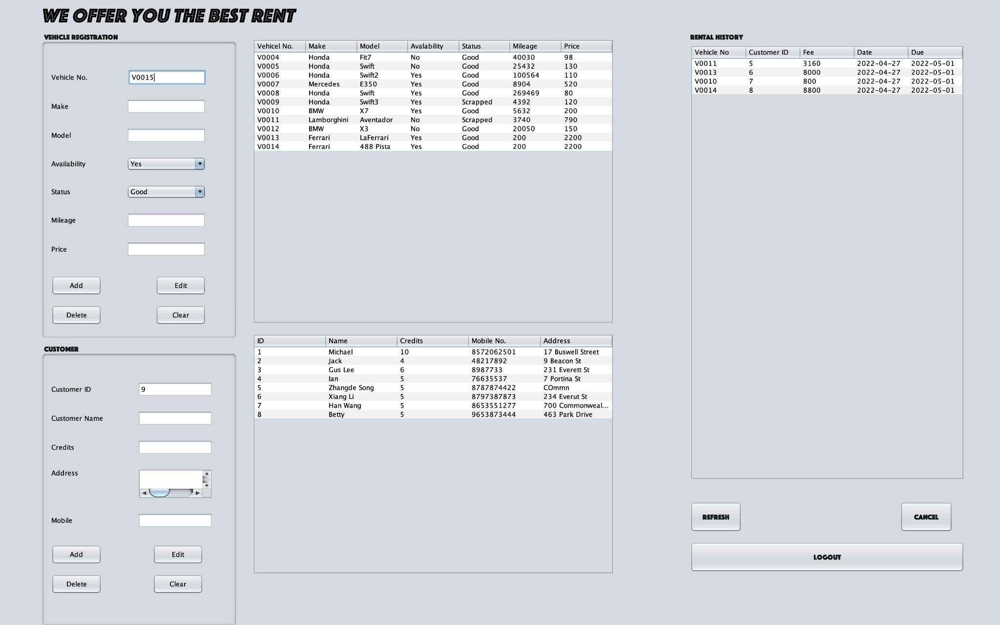 WE OFFER YOU THE BEST RENT
VEHICLE REGISTRATION
Vehicle No. V0015
Make
Model
Availability Yes
Status Good
Mileage
Price
Add Edit
Delete Clear
Vehicel No. Make Model Avalability Status Mileage Price
V0004 Honda Fit7 No Good 40030 98
V0005 Honda Swift No Good 25432 130
V0006 Honda Swift2 Yes Good 100564 110
V0007 Mercedes E350 Yes Good 8904 520
V0008 Honda Swift Yes Good 269469 80
V0009 Honda Swift3 Yes Scrapped 4392 120
V0010 BMW X7 Yes Good 5632 200
V0011 Lamborghini Aventador No Scrapped 3740 790
V0012 BMW X3 No Good 20050 150
V0013 Ferrari LaFerrari Yes Good 200 2200
V0014 Ferrari 488 Pista Yes Good 200 2200
CUSTOMER
Customer ID 9
Customer Name
Credits
Address
Mobile
Add Edit
Delete Clear
ID Name Credits Mobile No. Address
1 Michael 10 8572062501 17 Buswell Street
2 Jack 4 48217892 9 Beacon St
3 Gus Lee 6 8987733 231 Everett St
4 Ian 5 76635537 7 Portina St
5 Zhangde Song 5 8787874422 COmmn
6 Xiang Li 5 8797387873 234 Everut St
7 Han Wang 5 8653551277 700 Commonweal...
8 Betty 5 9653873444 463 Park Drive
RENTAL HISTORY
Vehicle No Customer ID Fee Date Due
V0011 5 3160 2022-04-27 2022-05-01
V0013 6 8000 2022-04-27 2022-05-01
V0010 7 800 2022-04-27 2022-05-01
V0014 8 8800 2022-04-27 2022-05-01
REFRESH CANCEL
LOGOUT